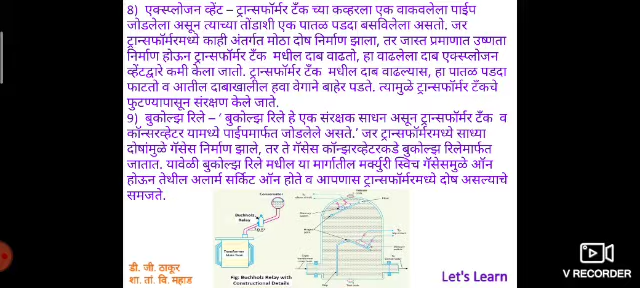 8) एक्स्प्लोजन व्हेंट – ट्रान्सफॉर्मर टँक च्या कव्हरला एक वाकवलेला पाईप
जोडलेला असून त्याच्या तोंडाशी एक पातळ पडदा बसविलेला असतो. जर
ट्रान्सफॉर्मरमध्ये काही अंतर्गत मोठा दोष निर्माण झाला, तर जास्त प्रमाणात उष्णता
निर्माण होऊन ट्रान्सफॉर्मर टँक मधील दाब वाढतो, हा वाढलेला दाब एक्स्प्लोजन
व्हेंटद्वारे कमी केला जातो. ट्रान्सफॉर्मर टँक मधील दाब वाढल्यास, हा पातळ पडदा
फाटतो व आतील दाबाखालील हवा वेगाने बाहेर पडते. त्यामुळे ट्रान्सफॉर्मर टँकचे
फुटण्यापासून संरक्षण केले जाते.
9) बुकोल्झ रिले – ' बुकोल्झ रिले हे एक संरक्षक साधन असून ट्रान्सफॉर्मर टँक व
कॉन्सरव्हेटर यामध्ये पाईपमार्फत जोडलेले असते.' जर ट्रान्सफॉर्मरमध्ये साध्या
दोषांमुळे गॅसेस निर्माण झाले, तर ते गॅसेस कॉन्झरव्हेटरकडे बुकोल्झ रिलेमार्फत
जातात. यावेळी बुकोल्झ रिले मधील या मार्गातील मर्क्युरी स्विच गॅसेसमुळे ऑन
होऊन तेथील अलार्म सर्किट ऑन होते व आपणास ट्रान्सफॉर्मरमध्ये दोष असल्याचे
समजते.
Conservator
Buchholz
Relay
Transformer
Main Tank
Fig: Buchholz Relay with
Constructional Details
डी. जी. ठाकूर
शा. तां. वि. महाड
Let's Learn
V RECORDER